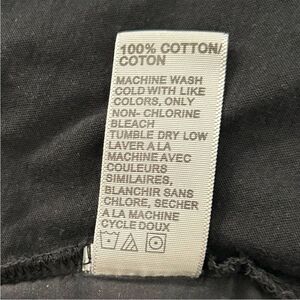 100% COTTON/
COTON
MACHINE WASH
COLD WITH LIKE
COLORS, ONLY
NON- CHLORINE
BLEACH
TUMBLE DRY LOW
LAVER A LA
MACHINE AVEC
COULEURS
SIMILAIRES,
BLANCHIR SANS
CHLORE, SECHER
A LA MACHINE
CYCLE DOUX